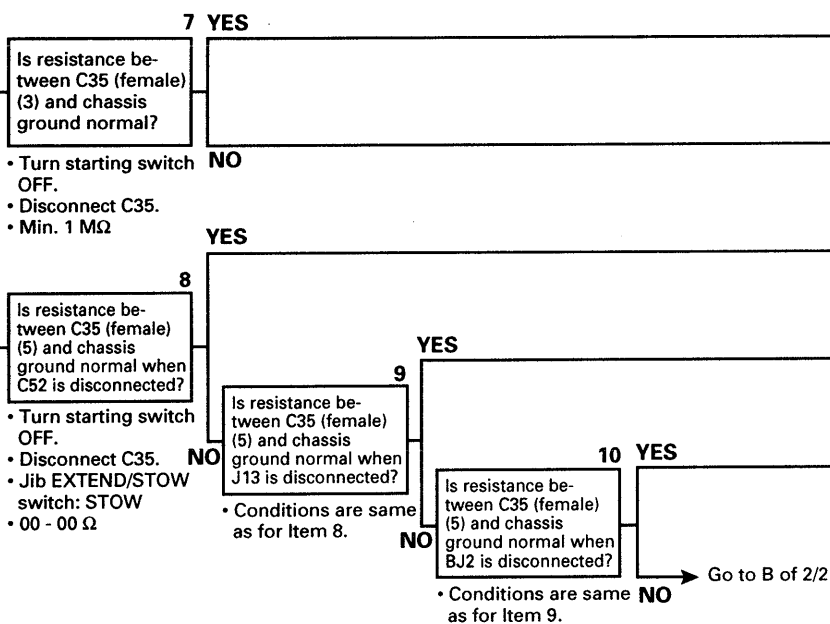 7 YES
Is resistance be-
tween C35 (female)
(3) and chassis
ground normal?
NO
• Turn starting switch
OFF.
• Disconnect C35.
• Min. 1 MΩ
YES
8
Is resistance be-
tween C35 (female)
(5) and chassis
ground normal when
C52 is disconnected?
• Turn starting switch
OFF.
• Disconnect C35.
• Jib EXTEND/STOW
switch: STOW
• 00 - 00 Ω
NO
YES
9
Is resistance be-
tween C35 (female)
(5) and chassis
ground normal when
J13 is disconnected?
• Conditions are same
as for Item 8.
NO
10 YES
Is resistance be-
tween C35 (female)
(5) and chassis
ground normal when
BJ2 is disconnected?
Go to B of 2/2
• Conditions are same
as for Item 9.
NO